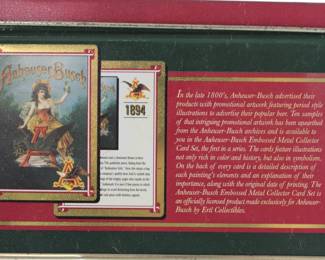 Anheuser Busch
1894
In the late 1800's, Anheuser-Busch advertised their
products with promotional artwork featuring period style
illustrations to advertise their popular beer. Ten samples
of that intriguing promotional artwork has been unearthed
from the Anheuser-Busch archives and is available to
you in the Anheuser-Busch Embossed Metal Collector
Card Set, the first in a series. The cards feature illustrations
not only rich in color and history, but also in symbolism.
On the back of every card is a detailed description of
each painting's elements and an explanation of their
importance, along with the original date of printing. The
Anheuser-Busch Embossed Metal Collector Card Set is
an officially licensed product made exclusively for Anheuser-
Busch by Ertl Collectibles.